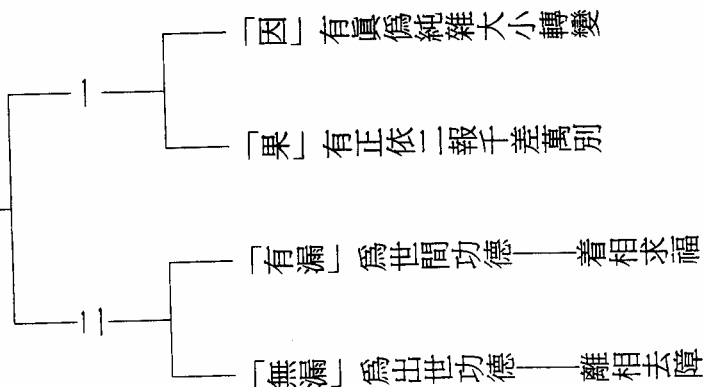 一
「因」有眞僞純雜大小轉變
「果」有正依二報千差萬別
二
「有漏」爲世間功德——着相求福
「無漏」爲出世功德——離相去障